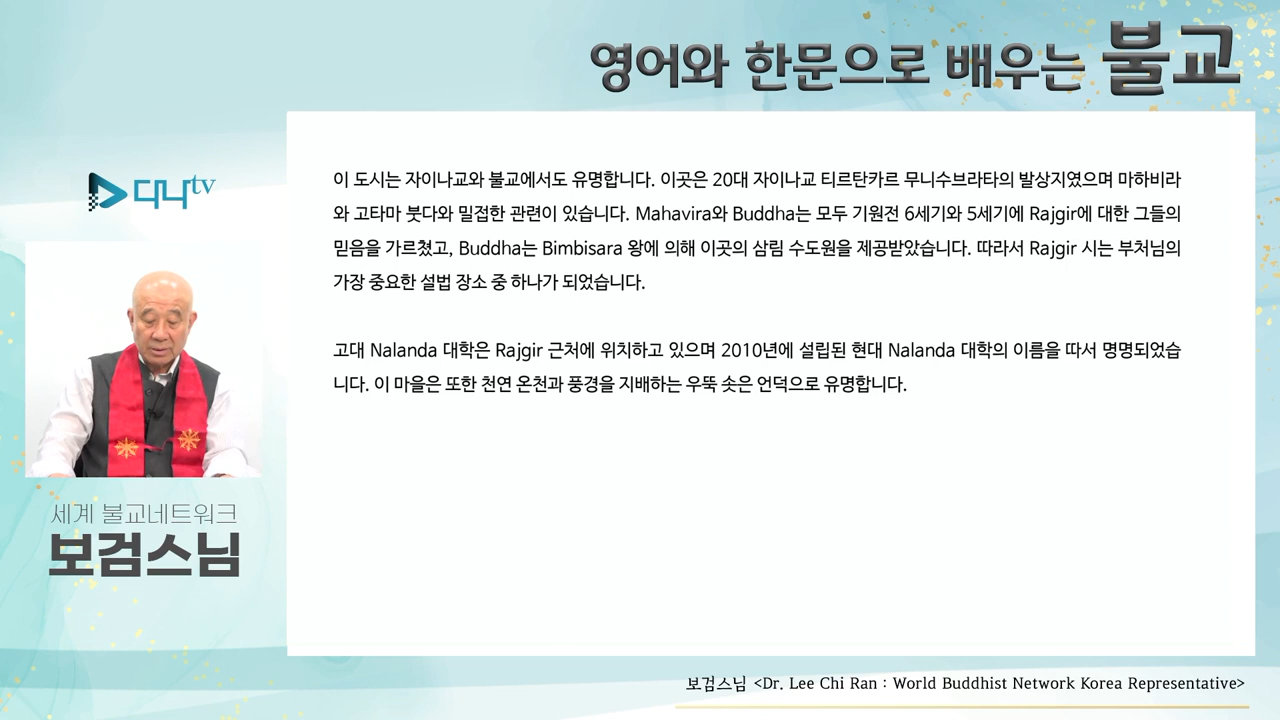 영어와 한문으로 배우는 불교
디나tv
이 도시는 자이나교와 불교에서도 유명합니다. 이곳은 20대 자이나교 티르탄카르 무니수브라타의 발상지였으며 마하비라
와 고타마 붓다와 밀접한 관련이 있습니다. Mahavira와 Buddha는 모두 기원전 6세기와 5세기에 Rajgir에 대한 그들의
믿음을 가르쳤고, Buddha는 Bimbisara 왕에 의해 이곳의 삼림 수도원을 제공받았습니다. 따라서 Rajgir 시는 부처님의
가장 중요한 설법 장소 중 하나가 되었습니다.
고대 Nalanda 대학은 Rajgir 근처에 위치하고 있으며 2010년에 설립된 현대 Nalanda 대학의 이름을 따서 명명되었습
니다. 이 마을은 또한 천연 온천과 풍경을 지배하는 우뚝 솟은 언덕으로 유명합니다.
세계 불교네트워크
보검스님
보검스님 <Dr. Lee Chi Ran : World Buddhist Network Korea Representative>